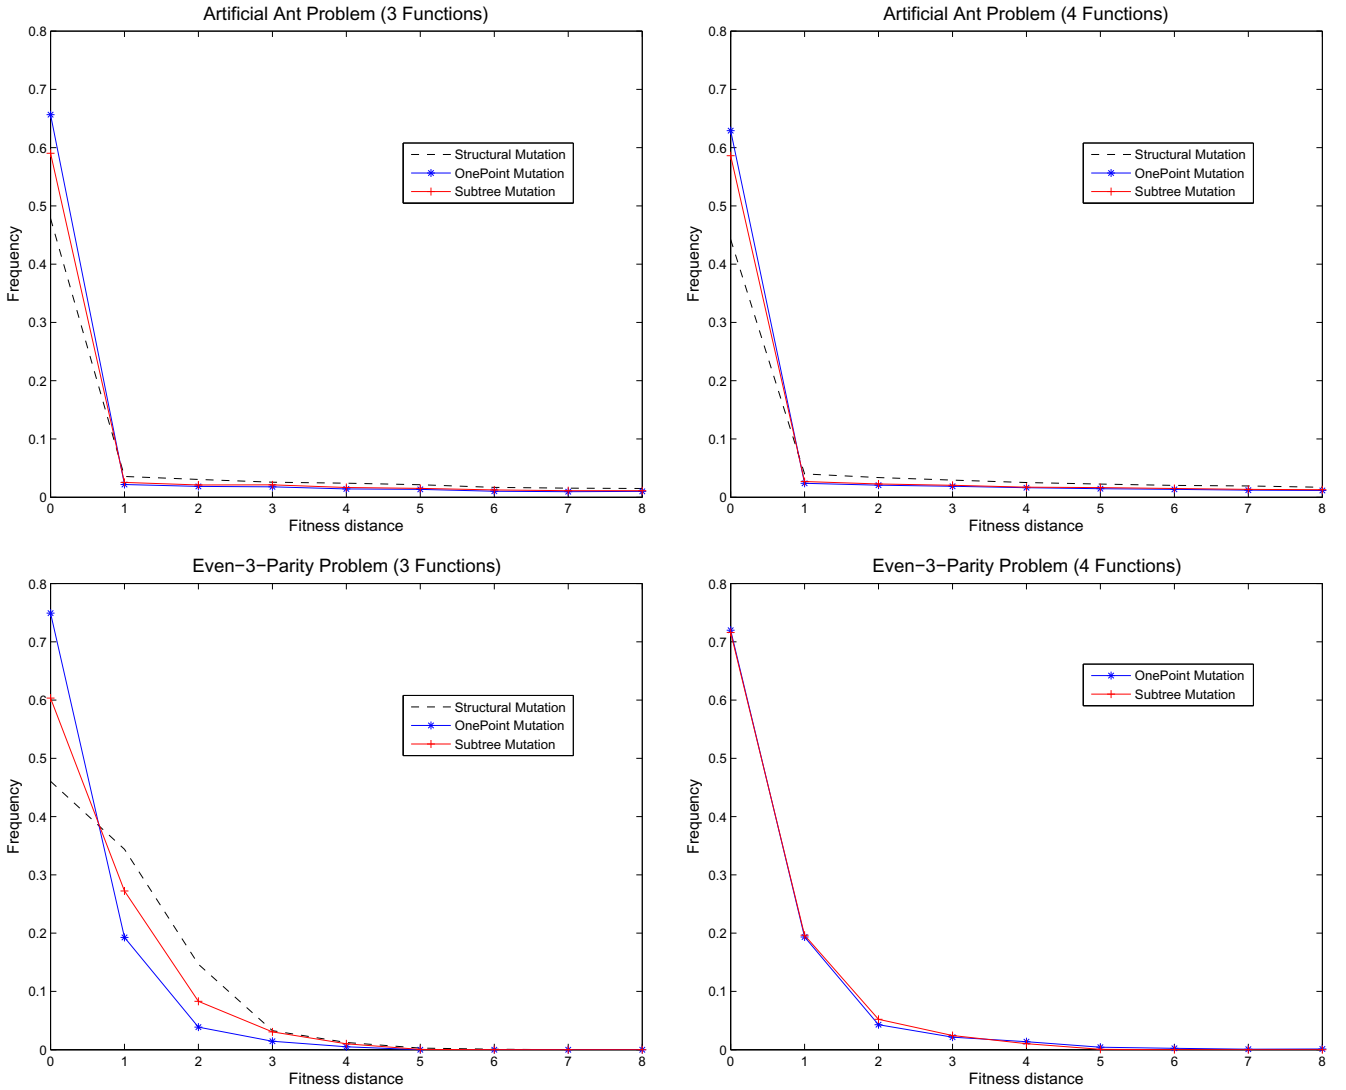 Artificial Ant Problem (3 Functions)
0.8
0.7
0.6
0.5
0.4
0.3
0.2
0.1
0
Frequency
Structural Mutation
OnePoint Mutation
Subtree Mutation
0 1 2 3 4 5 6 7 8
Fitness distance
Artificial Ant Problem (4 Functions)
0.8
0.7
0.6
0.5
0.4
0.3
0.2
0.1
0
Frequency
Structural Mutation
OnePoint Mutation
Subtree Mutation
0 1 2 3 4 5 6 7 8
Fitness distance
Even−3−Parity Problem (3 Functions)
0.8
0.7
0.6
0.5
0.4
0.3
0.2
0.1
0
Frequency
Structural Mutation
OnePoint Mutation
Subtree Mutation
0 1 2 3 4 5 6 7 8
Fitness distance
Even−3−Parity Problem (4 Functions)
0.8
0.7
0.6
0.5
0.4
0.3
0.2
0.1
0
Frequency
OnePoint Mutation
Subtree Mutation
0 1 2 3 4 5 6 7 8
Fitness distance